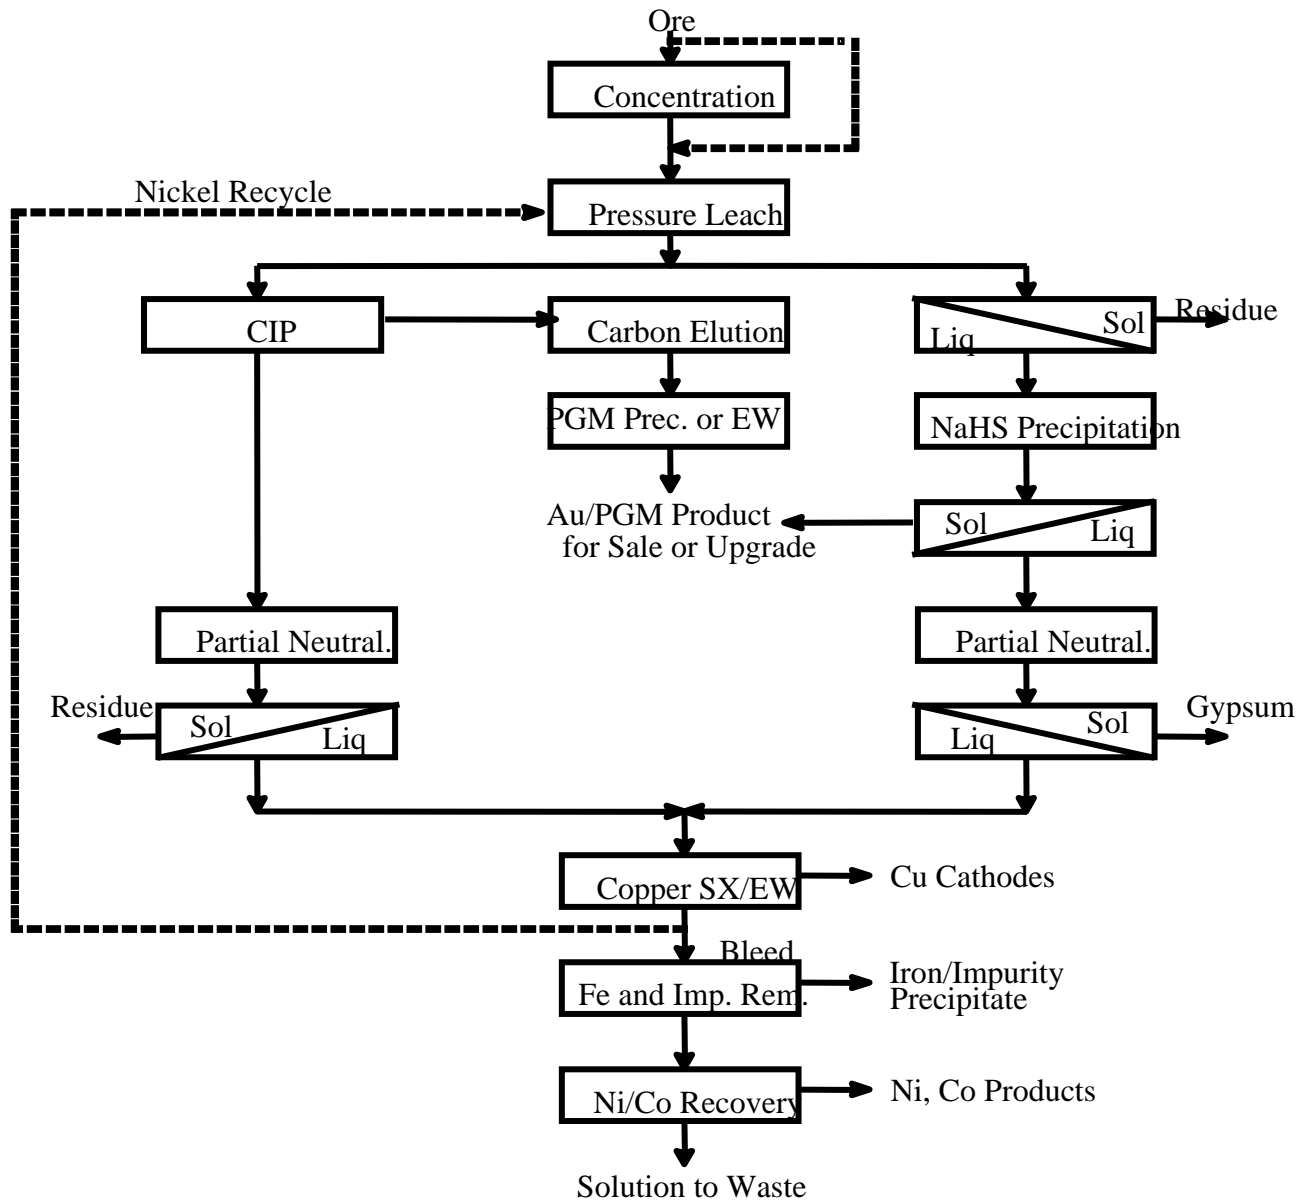 Ore
Concentration
Nickel Recycle
Pressure Leach
CIP
Carbon Elution
Liq
Sol
Residue
PGM Prec. or EW
NaHS Precipitation
Au/PGM Product
for Sale or Upgrade
Sol
Liq
Partial Neutral.
Partial Neutral.
Residue
Sol
Liq
Liq
Sol
Gypsum
Copper SX/EW
Cu Cathodes
Bleed
Fe and Imp. Rem.
Iron/Impurity
Precipitate
Ni/Co Recovery
Ni, Co Products
Solution to Waste